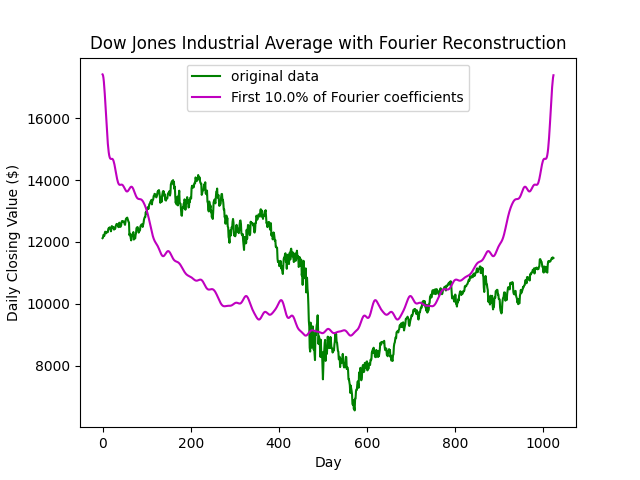 Dow Jones Industrial Average with Fourier Reconstruction
original data
First 10.0% of Fourier coefficients
Daily Closing Value ($)
16000
14000
12000
10000
8000
0 200 400 600 800 1000
Day